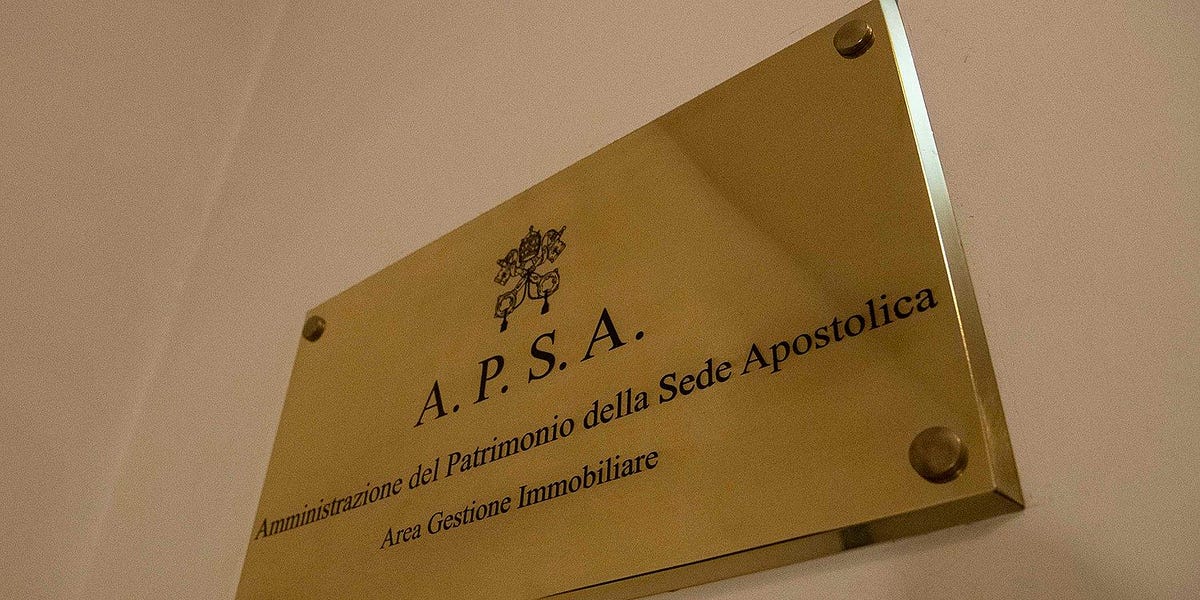 A. P. S. A.
Amministrazione del Patrimonio della Sede Apostolica
Area Gestione Immobiliare